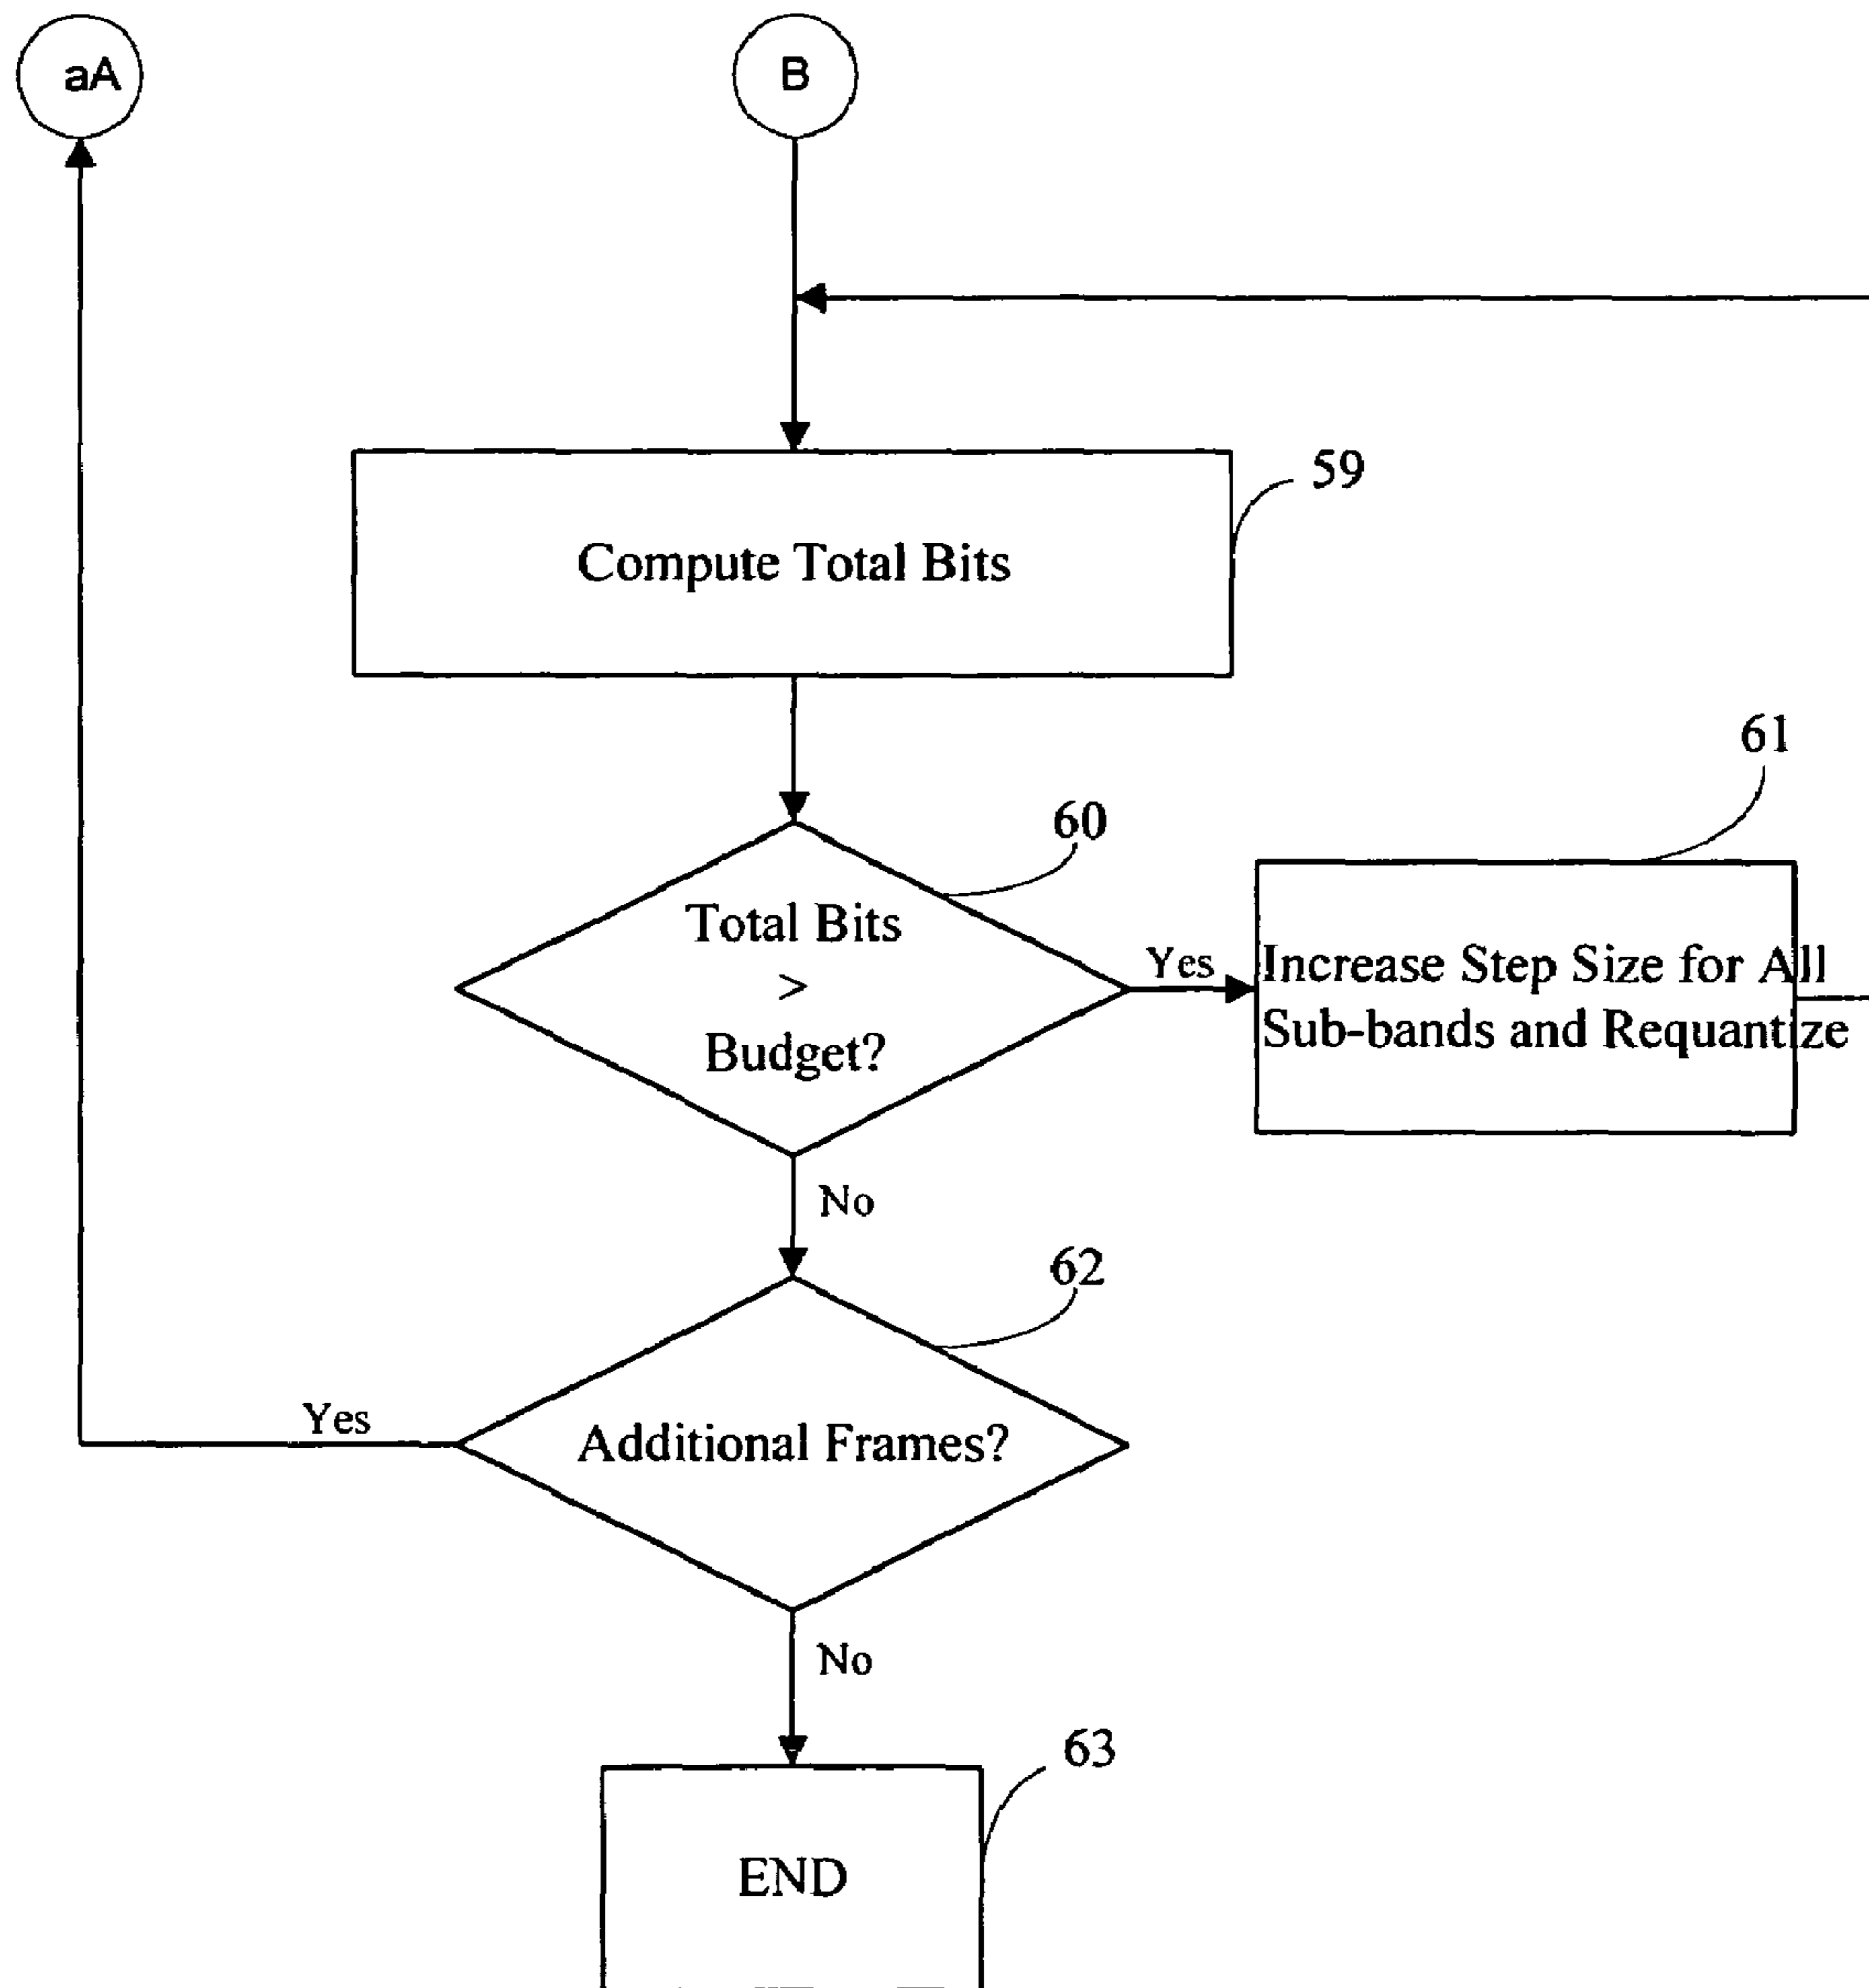 aA
B
59
Compute Total Bits
60
61
Total Bits
>
Budget?
Yes
Increase Step Size for All
Sub-bands and Requantize
No
62
Yes
Additional Frames?
No
63
END